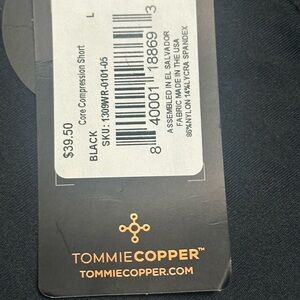 Core Compression Short
L
$39.50
BLACK
SKU: 1309WR-0101-05
8 40001 18869 3
ASSEMBLED IN EL SALVADOR
FABRIC MADE IN THE USA
86%NYLON 14%LYCRA SPANDEX
TOMMIECOPPER™
TOMMIECOPPER.COM